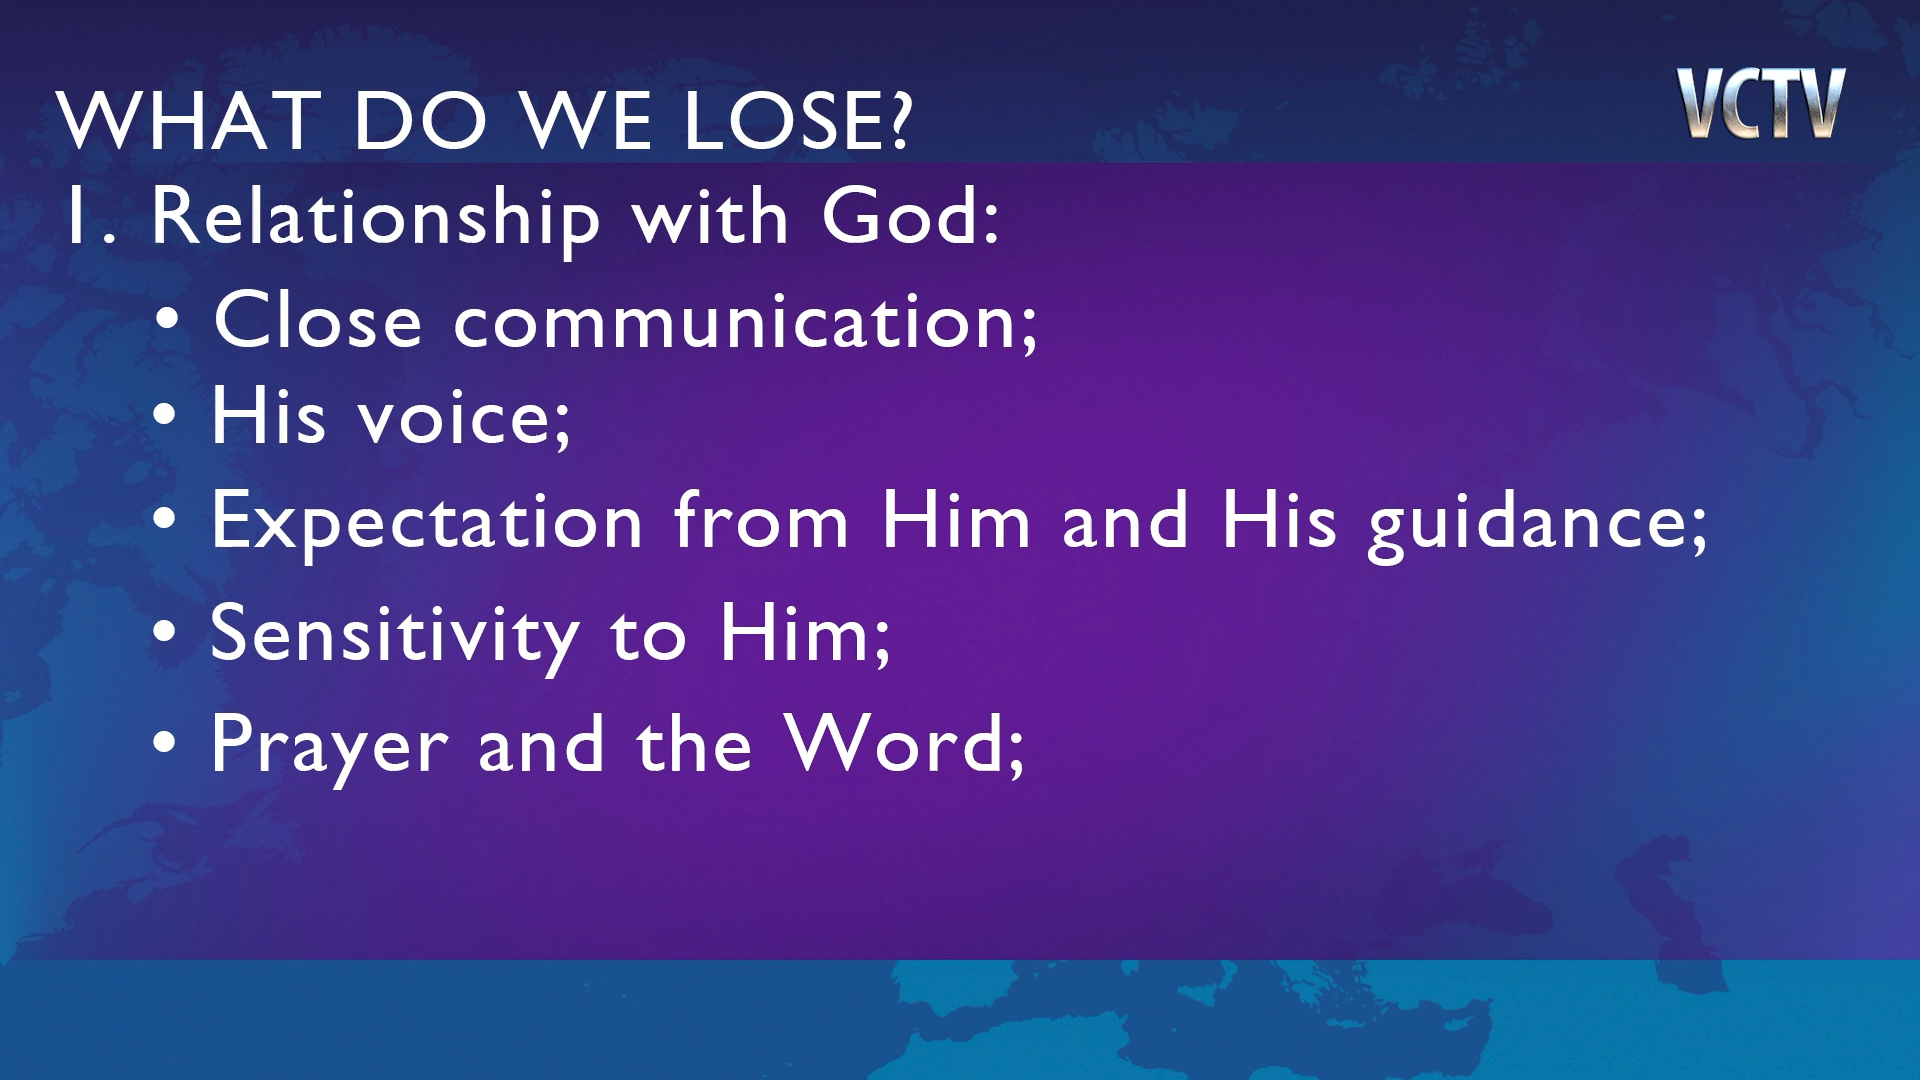 WHAT DO WE LOSE?
VCTV
1. Relationship with God:
• Close communication;
• His voice;
• Expectation from Him and His guidance;
• Sensitivity to Him;
• Prayer and the Word;